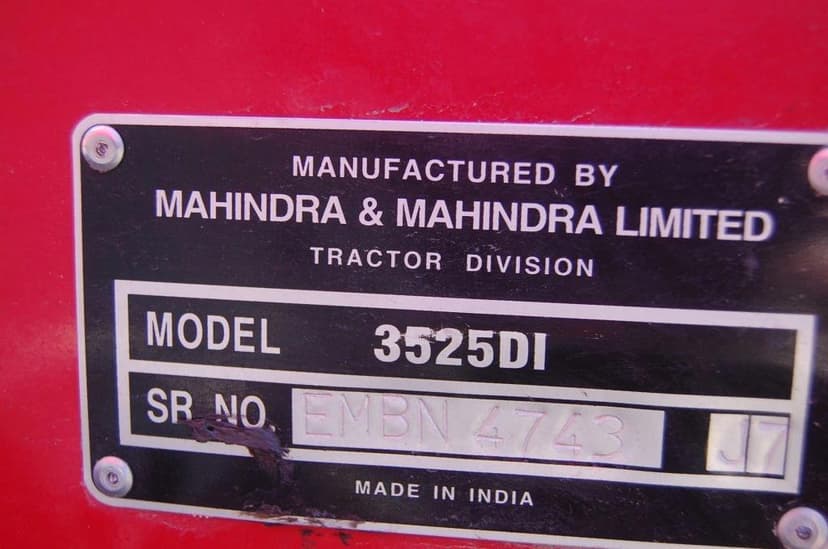 MANUFACTURED BY
MAHINDRA & MAHINDRA LIMITED
TRACTOR DIVISION
MODEL 3525DI
SR NO. EMBN 4743 J7
MADE IN INDIA